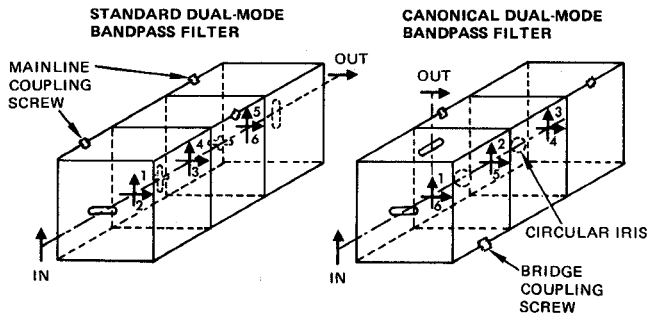 STANDARD DUAL-MODE
BANDPASS FILTER
MAINLINE
COUPLING
SCREW
OUT
1
2
4
3
5
6
5
IN
CANONICAL DUAL-MODE
BANDPASS FILTER
OUT
1
6
2
5
3
4
CIRCULAR IRIS
BRIDGE
COUPLING
SCREW
IN